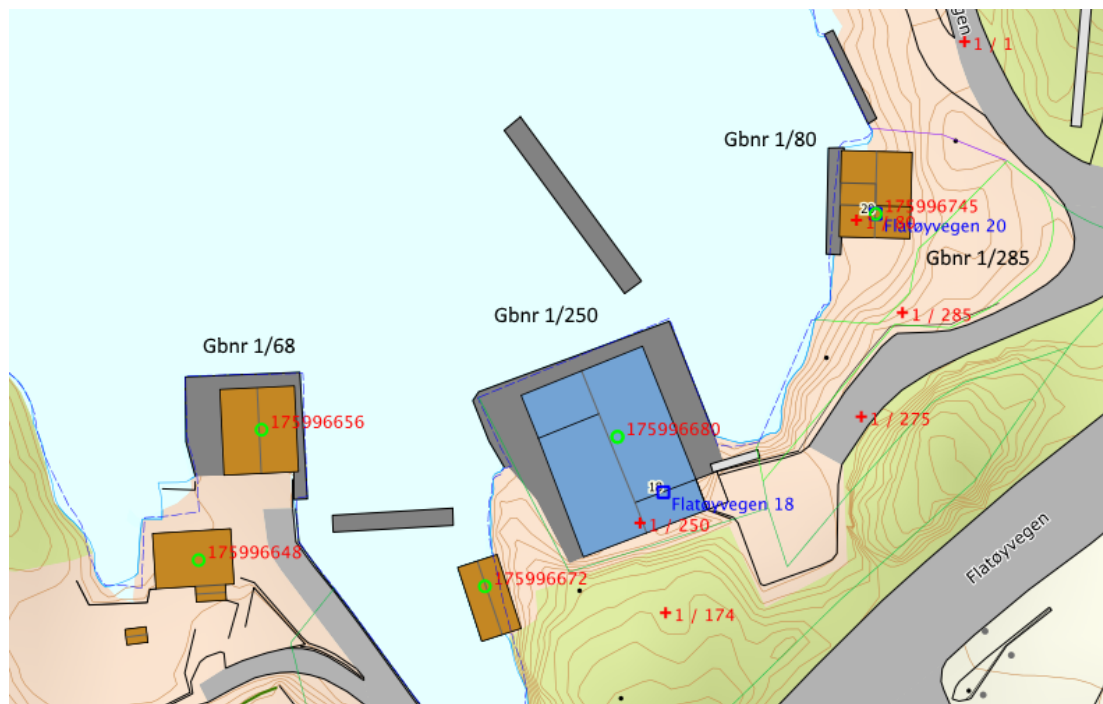 vegen
1 / 1
Gbnr 1/80
20
175996745
1 / 80
Flatøyvegen 20
Gbnr 1/285
1 / 285
Gbnr 1/250
Gbnr 1/68
175996656
175996680
1 / 275
18
Flatøyvegen 18
1 / 250
Flatøyvegen
175996648
175996672
1 / 174